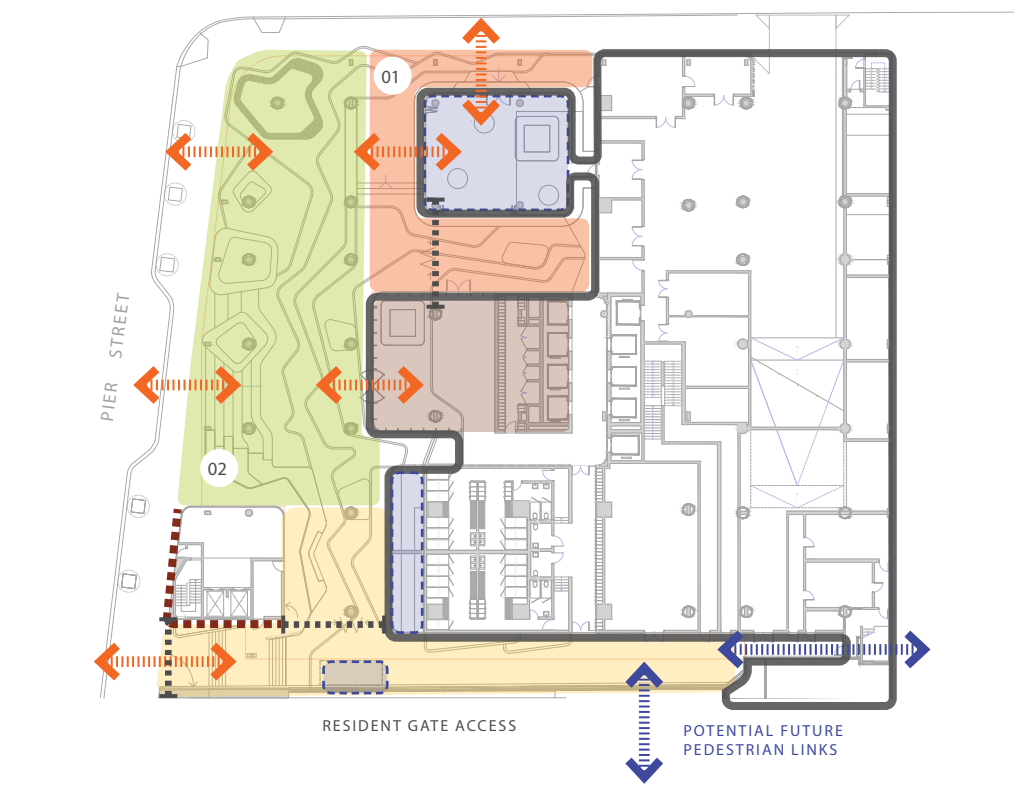 01
PIER STREET
02
RESIDENT GATE ACCESS
POTENTIAL FUTURE
PEDESTRIAN LINKS